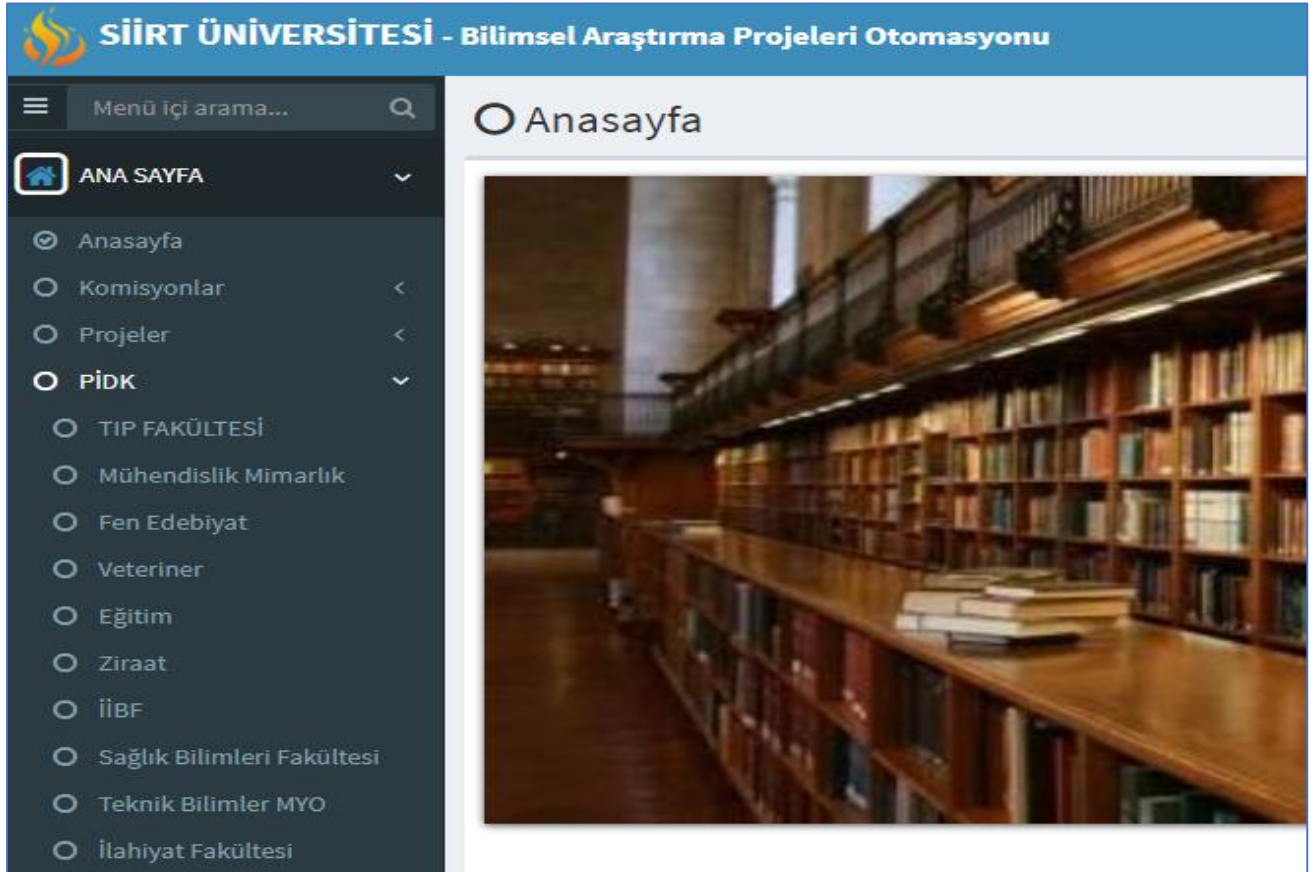 SİİRT ÜNİVERSİTESİ - Bilimsel Araştırma Projeleri Otomasyonu
Menü içi arama...
Anasayfa
ANA SAYFA
Anasayfa
Komisyonlar
Projeler
PİDK
TIP FAKÜLTESİ
Mühendislik Mimarlık
Fen Edebiyat
Veteriner
Eğitim
Ziraat
İİBF
Sağlık Bilimleri Fakültesi
Teknik Bilimler MYO
İlahiyat Fakültesi